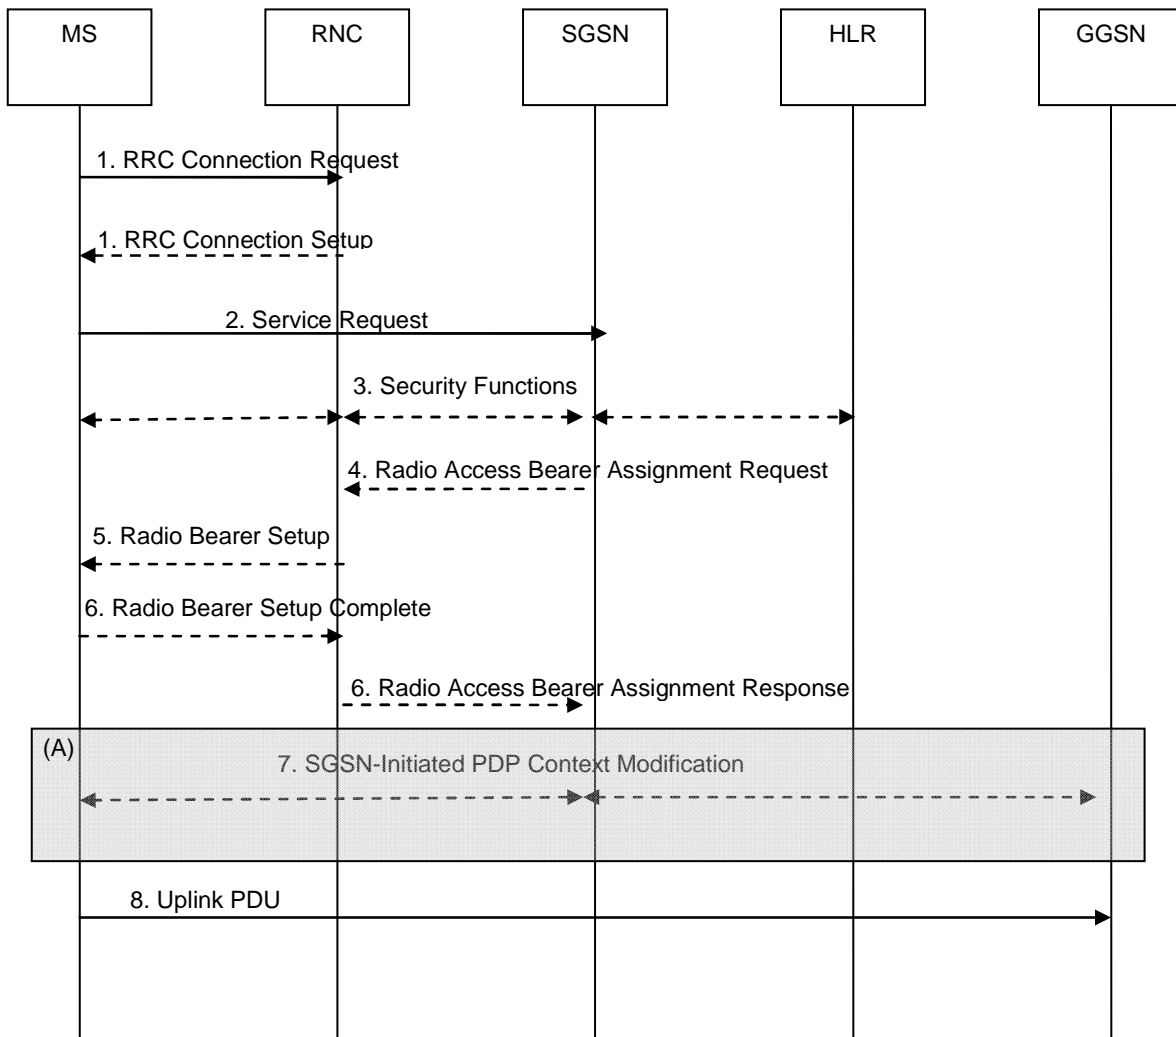 MS
RNC
SGSN
HLR
GGSN
1. RRC Connection Request
1. RRC Connection Setup
2. Service Request
3. Security Functions
4. Radio Access Bearer Assignment Request
5. Radio Bearer Setup
6. Radio Bearer Setup Complete
6. Radio Access Bearer Assignment Response
(A)
7. SGSN-Initiated PDP Context Modification
8. Uplink PDU